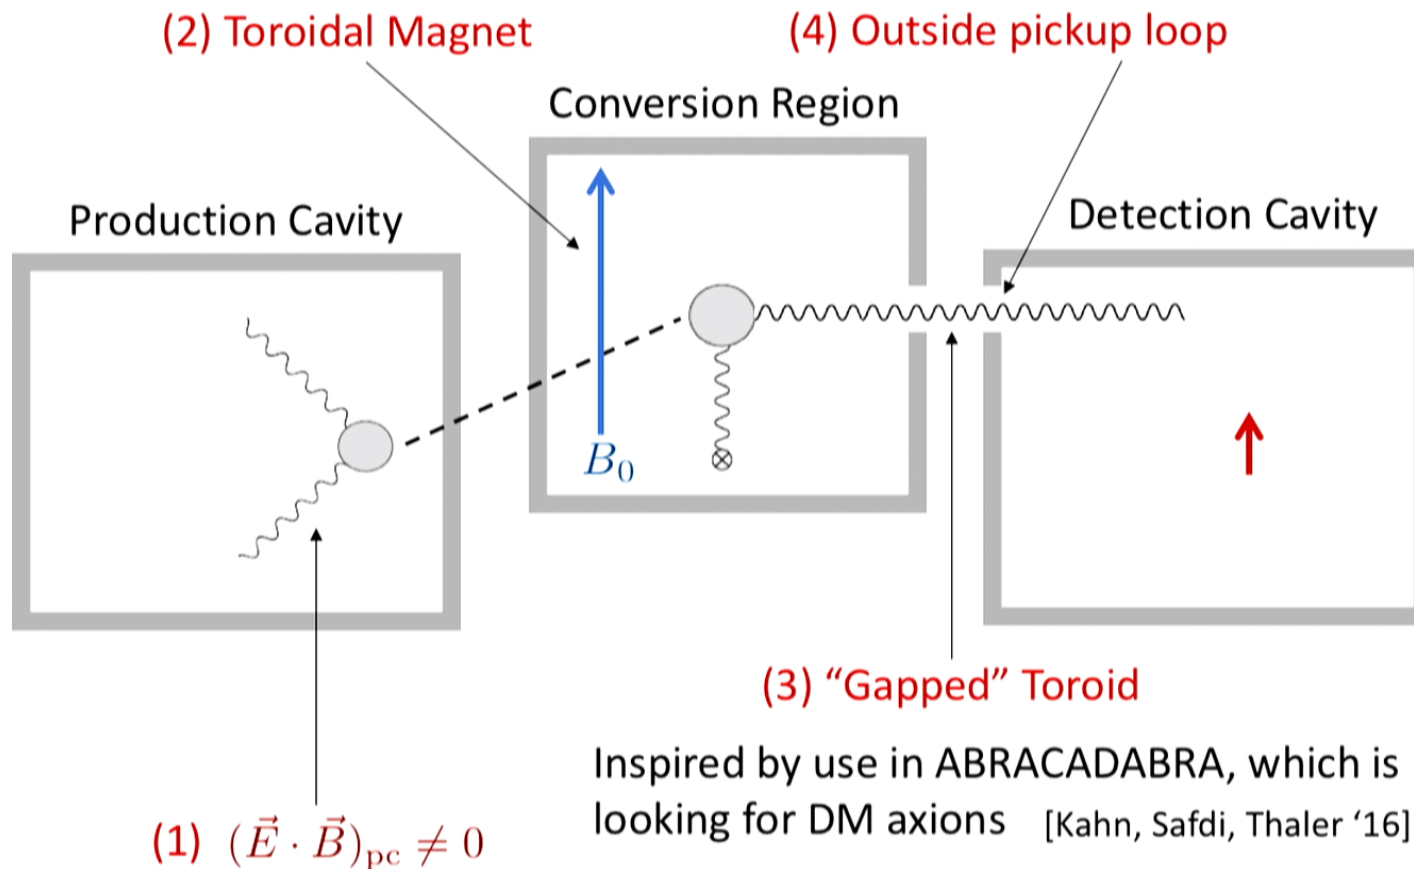 (2) Toroidal Magnet
(4) Outside pickup loop
Conversion Region
Production Cavity
Detection Cavity
B₀
(3) “Gapped” Toroid
Inspired by use in ABRACADABRA, which is
looking for DM axions [Kahn, Safdi, Thaler ‘16]
(1) (E⃗ · B⃗)pc ≠ 0